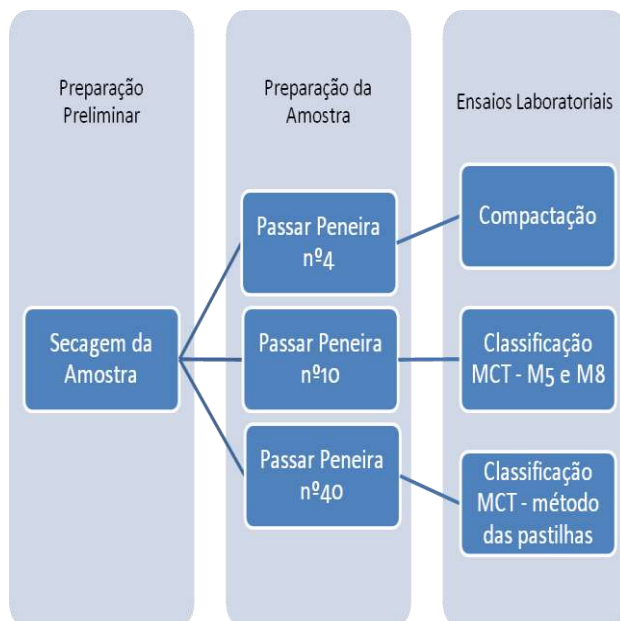 Preparação
Preliminar
Secagem da
Amostra
Preparação da
Amostra
Passar Peneira
nº4
Passar Peneira
nº10
Passar Peneira
nº40
Ensaios Laboratoriais
Compactação
Classificação
MCT - M5 e M8
Classificação
MCT - método
das pastilhas